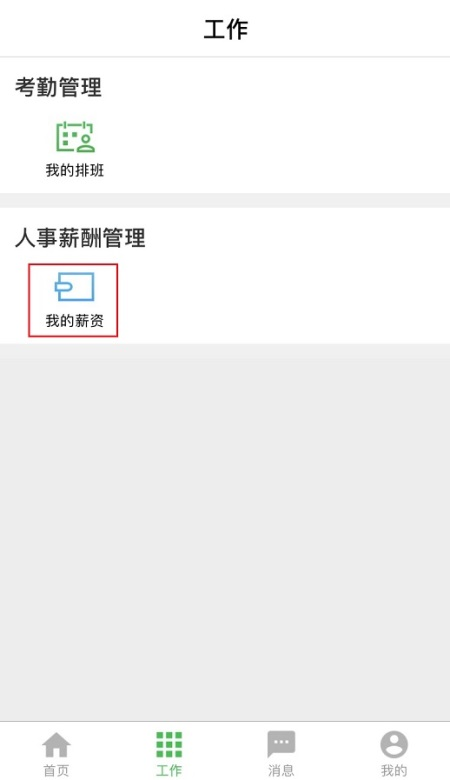 工作
考勤管理
我的排班
人事薪酬管理
我的薪资
首页
工作
消息
我的